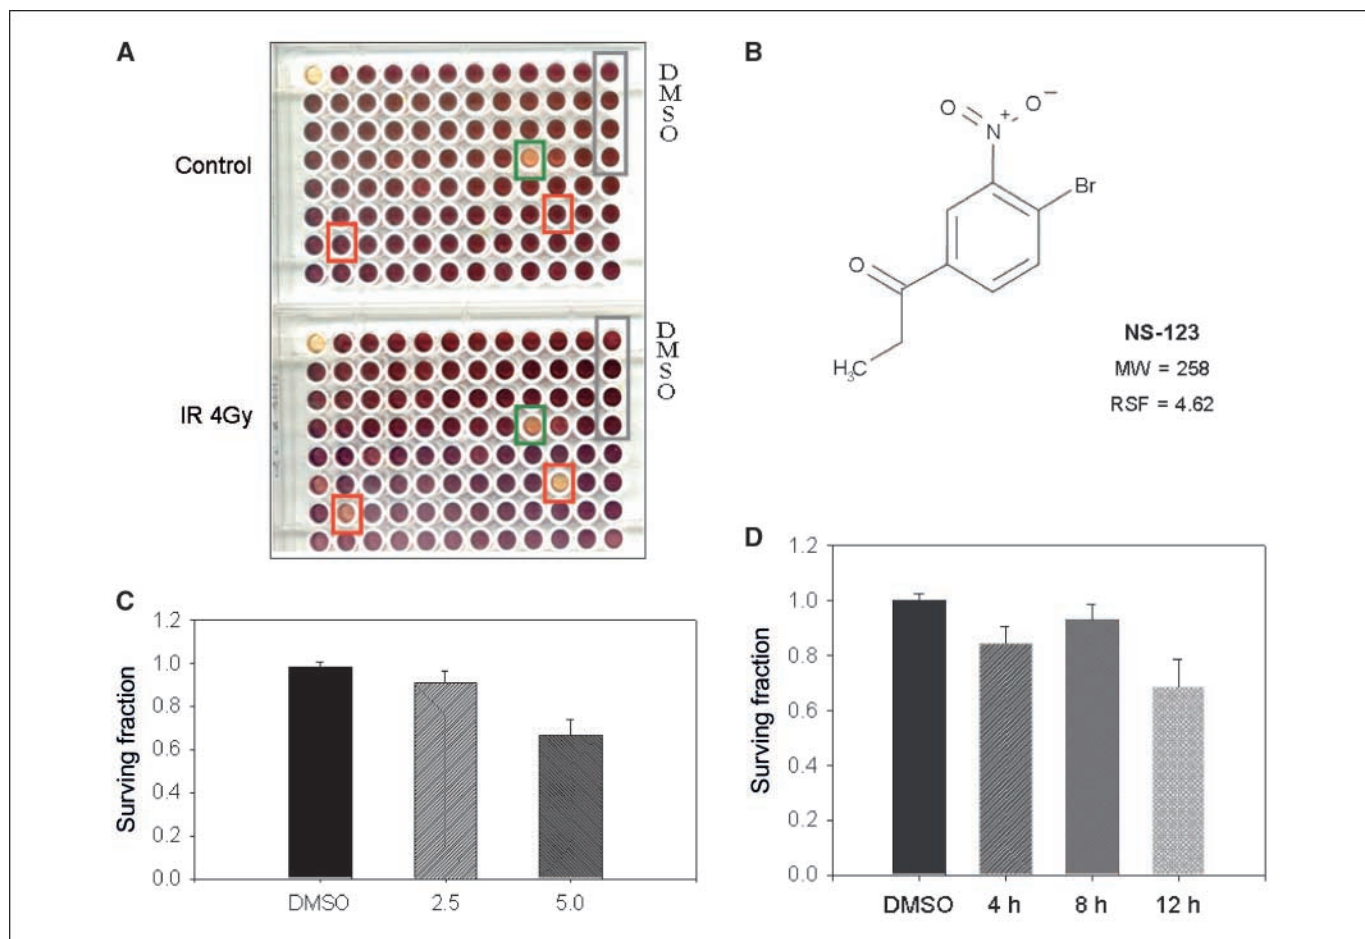 A
DMSO
Control
DMSO
IR 4Gy
B
O
N
+
O
−
Br
O
H3C
NS-123
MW = 258
RSF = 4.62
C
Surving fraction
1.2
1.0
0.8
0.6
0.4
0.2
0.0
DMSO 2.5 5.0
D
Surving fraction
1.2
1.0
0.8
0.6
0.4
0.2
0.0
DMSO 4 h 8 h 12 h